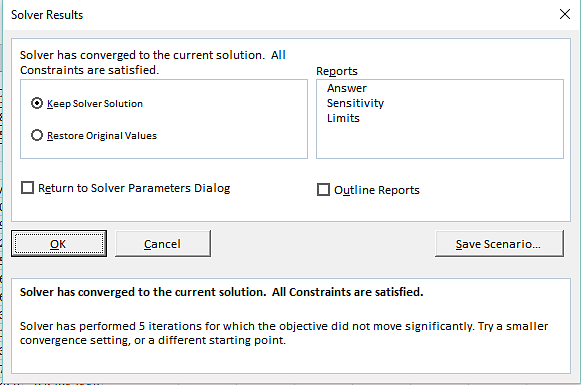 Solver Results
Solver has converged to the current solution. All
Constraints are satisfied.
Reports
Answer
Sensitivity
Limits
Keep Solver Solution
Restore Original Values
Return to Solver Parameters Dialog
Outline Reports
OK
Cancel
Save Scenario...
Solver has converged to the current solution. All Constraints are satisfied.
Solver has performed 5 iterations for which the objective did not move significantly. Try a smaller
convergence setting, or a different starting point.